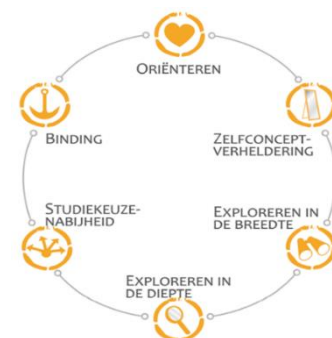 ORIËNTEREN
ZELFCONCEPT-
VERHELDERING
EXPLOREREN IN
DE BREEDTE
EXPLOREREN IN
DE DIEPTE
STUDIEKEUZE-
NABIJHEID
BINDING